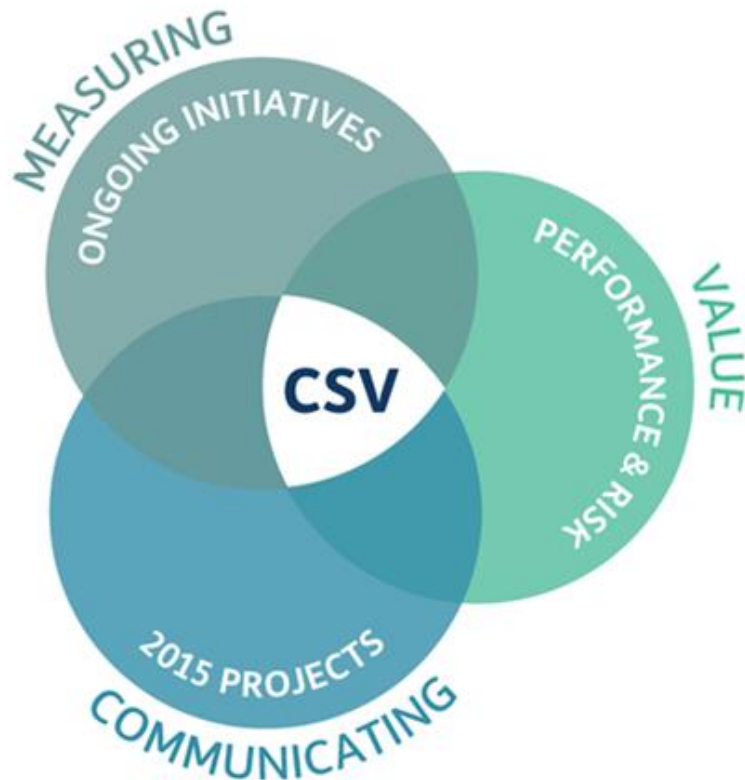 MEASURING
ONGOING INITIATIVES
PERFORMANCE & RISK
VALUE
CSV
2015 PROJECTS
COMMUNICATING